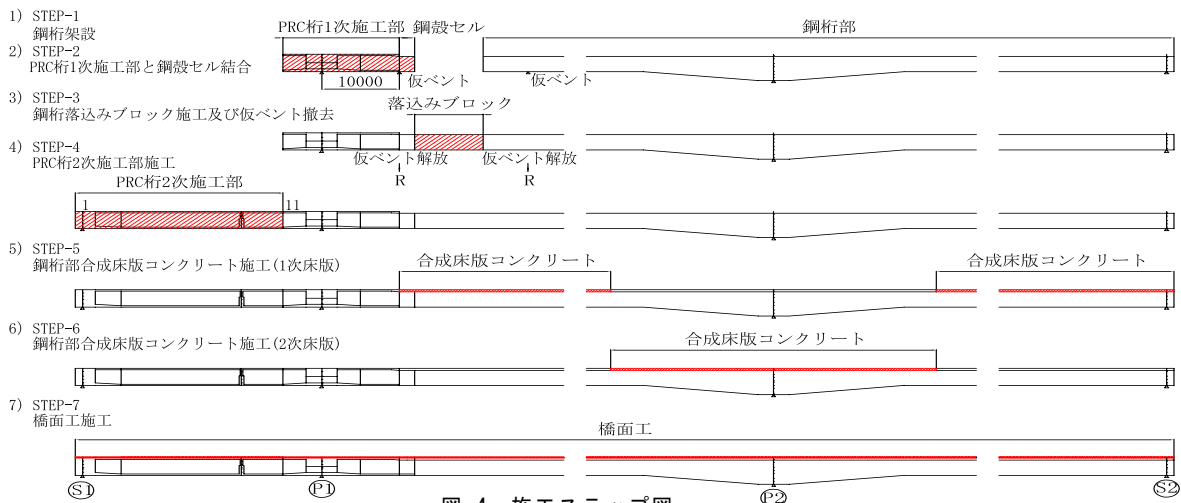 1) STEP-1
鋼桁架設
PRC桁1次施工部 鋼殻セル 鋼桁部
2) STEP-2
PRC桁1次施工部と鋼殻セル結合
10000 仮ベント 仮ベント
3) STEP-3
鋼桁落込みブロック施工及び仮ベント撤去
落込みブロック
仮ベント解放 仮ベント解放
R R
4) STEP-4
PRC桁2次施工部施工
PRC桁2次施工部
1 11
5) STEP-5
鋼桁部合成床版コンクリート施工(1次床版)
合成床版コンクリート 合成床版コンクリート
6) STEP-6
鋼桁部合成床版コンクリート施工(2次床版)
合成床版コンクリート
7) STEP-7
橋面工施工
橋面工
S1 P1 P2 S2
図-4 施工ステップ図